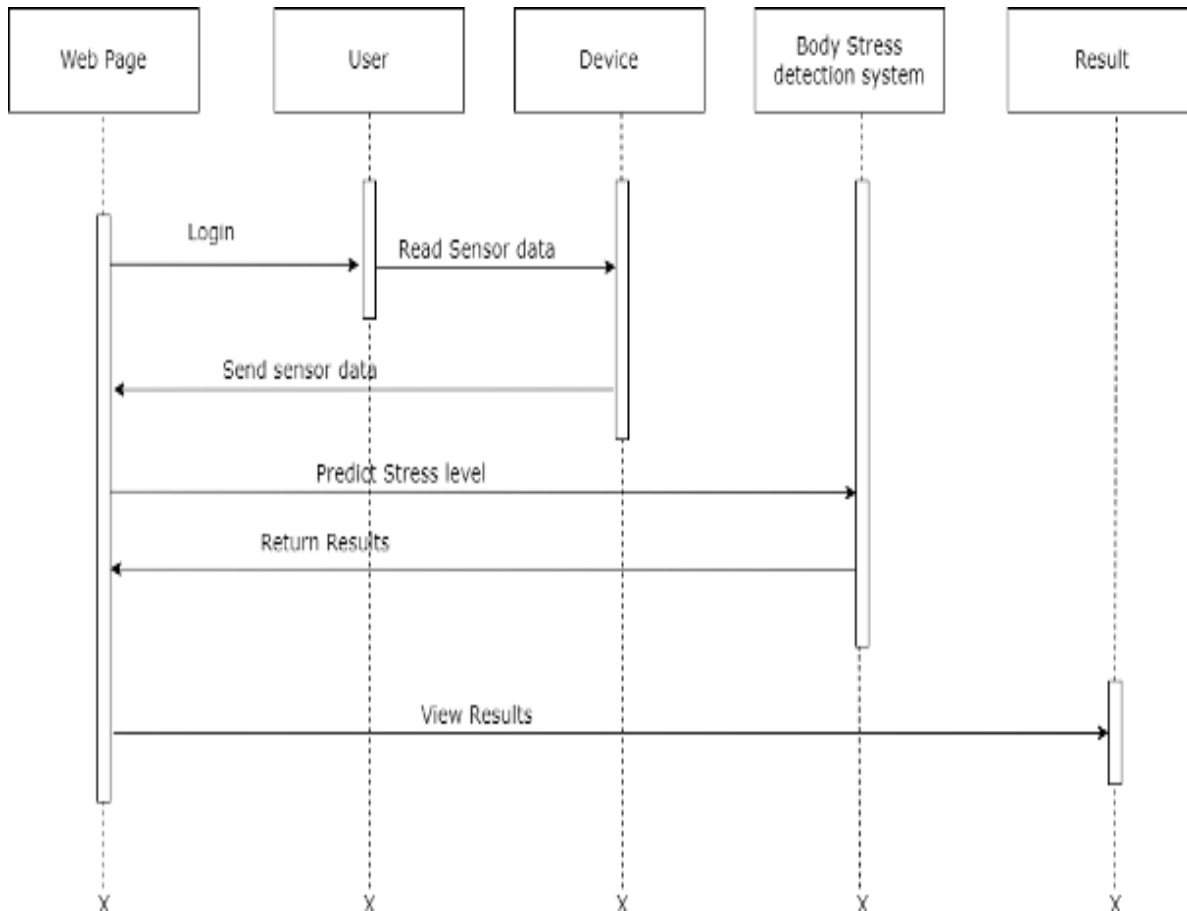 Web Page
User
Device
Body Stress
detection system
Result
Login
Read Sensor data
Send sensor data
Predict Stress level
Return Results
View Results
X
X
X
X
X